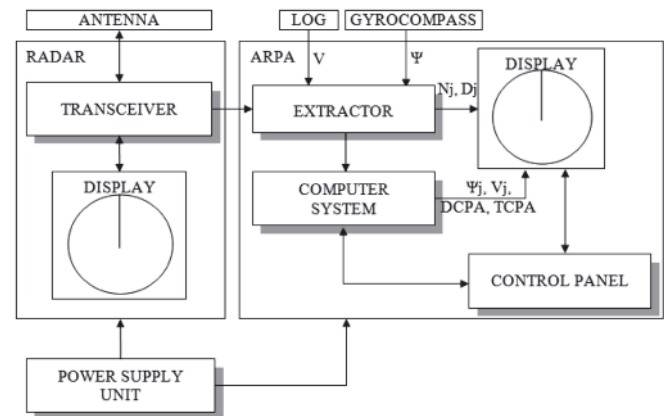 ANTENNA
LOG
GYROCOMPASS
RADAR
ARPA
V
Ψ
DISPLAY
TRANSCEIVER
EXTRACTOR
Nj, Dj
DISPLAY
COMPUTER
SYSTEM
Ψj, Vj,
DCPA, TCPA
CONTROL PANEL
POWER SUPPLY
UNIT